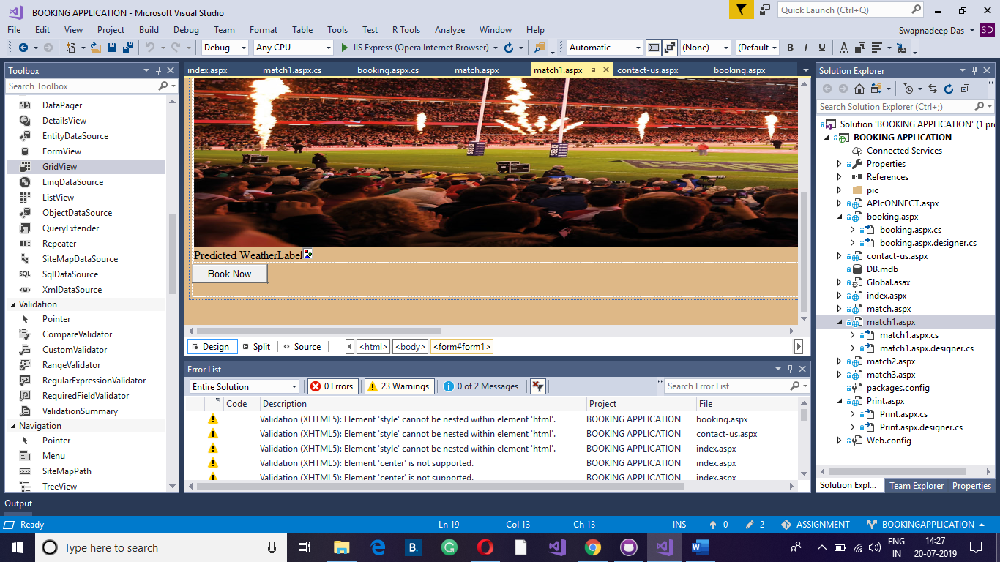 BOOKING APPLICATION - Microsoft Visual Studio
Quick Launch (Ctrl+Q)
File Edit View Project Build Debug Team Format Table Tools Test R Tools Analyze Window Help
Swapnadeep Das SD
Debug Any CPU IIS Express (Opera Internet Browser) Automatic (None) (Default B I U A
Toolbox
Search Toolbox
DataPager
DetailsView
EntityDataSource
FormView
GridView
LinqDataSource
ListView
ObjectDataSource
QueryExtender
Repeater
SiteMapDataSource
SQL SqlDataSource
XmlDataSource
Validation
Pointer
CompareValidator
CustomValidator
RangeValidator
RegularExpressionValidator
RequiredFieldValidator
ValidationSummary
Navigation
Pointer
Menu
SiteMapPath
TreeView
index.aspx match1.aspx.cs booking.aspx.cs match.aspx match1.aspx contact-us.aspx booking.aspx
Predicted WeatherLabel
Book Now
Design Split Source <html> <body> <form#form1>
Error List
Entire Solution 0 Errors 23 Warnings 0 of 2 Messages Search Error List
Code Description Project File
Validation (XHTML5): Element 'style' cannot be nested within element 'html'. BOOKING APPLICATION booking.aspx
Validation (XHTML5): Element 'style' cannot be nested within element 'html'. BOOKING APPLICATION contact-us.aspx
Validation (XHTML5): Element 'style' cannot be nested within element 'html'. BOOKING APPLICATION index.aspx
Validation (XHTML5): Element 'center' is not supported. BOOKING APPLICATION index.aspx
Validation (XHTML5): Element 'center' is not supported. BOOKING APPLICATION index.aspx
Solution Explorer
Search Solution Explorer (Ctrl+;)
Solution 'BOOKING APPLICATION' (1 pr
BOOKING APPLICATION
Connected Services
Properties
References
pic
APIcONNECT.aspx
booking.aspx
booking.aspx.cs
booking.aspx.designer.cs
contact-us.aspx
DB.mdb
Global.asax
index.aspx
match.aspx
match1.aspx
match1.aspx.cs
match1.aspx.designer.cs
match2.aspx
match3.aspx
packages.config
Print.aspx
Print.aspx.cs
Print.aspx.designer.cs
Web.config
Solution Expl... Team Explorer Properties
Output
Ready Ln 19 Col 13 Ch 13 INS 0 2 ASSIGNMENT BOOKINGAPPLICATION
Type here to search
B.
ENG
IN
14:27
20-07-2019